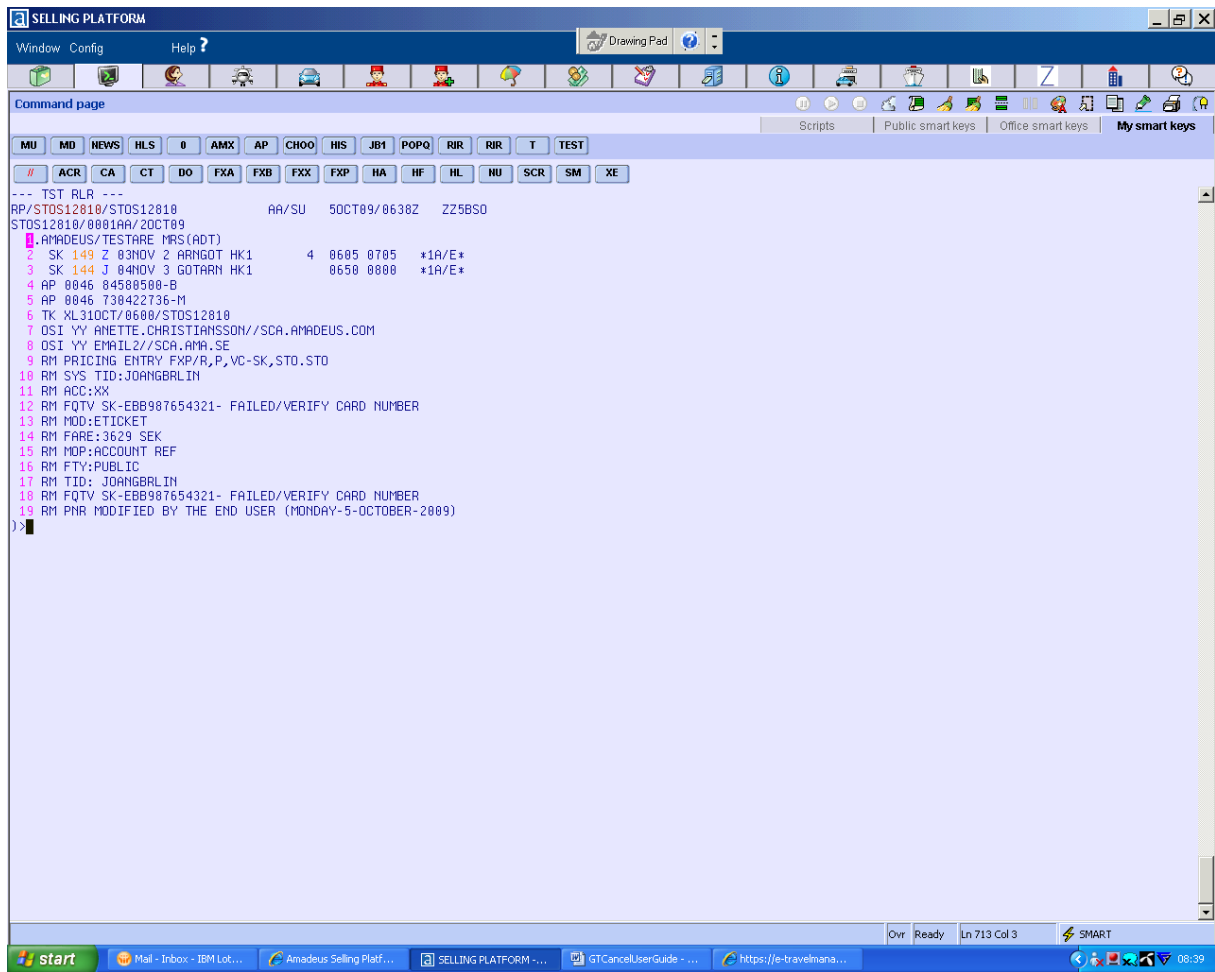 SELLING PLATFORM
Window Config Help ?
Drawing Pad
Command page
Scripts Public smart keys Office smart keys My smart keys
MU MD NEWS HLS 0 AMX AP CHOO HIS JB1 POPQ RIR RIR T TEST
// ACR CA CT DO FXA FXB FXX FXP HA HF HL NU SCR SM XE
--- TST RLR ---
RP/STOS12810/STOS12810 AA/SU 5OCT09/0638Z ZZ5BSO
STOS12810/0001AA/2OCT09
1.AMADEUS/TESTARE MRS(ADT)
2 SK 149 Z 03NOV 2 ARNGOT HK1 4 0605 0705 *1A/E*
3 SK 144 J 04NOV 3 GOTARN HK1 0650 0800 *1A/E*
4 AP 0046 84580500-B
5 AP 0046 730422736-M
6 TK XL31OCT/0600/STOS12810
7 OSI YY ANETTE.CHRISTIANSSON//SCA.AMADEUS.COM
8 OSI YY EMAIL2//SCA.AMA.SE
9 RM PRICING ENTRY FXP/R,P,VC-SK,STO.STO
10 RM SYS TID:JOANGBRLIN
11 RM ACC:XX
12 RM FQTV SK-EBB987654321- FAILED/VERIFY CARD NUMBER
13 RM MOD:ETICKET
14 RM FARE:3629 SEK
15 RM MOP:ACCOUNT REF
16 RM FTY:PUBLIC
17 RM TID: JOANGBRLIN
18 RM FQTV SK-EBB987654321- FAILED/VERIFY CARD NUMBER
19 RM PNR MODIFIED BY THE END USER (MONDAY-5-OCTOBER-2009)
)>
Ovr Ready Ln 713 Col 3 SMART
start Mail - Inbox - IBM Lot... Amadeus Selling Platf... SELLING PLATFORM -... GTCancelUserGuide - ... https://e-travelmana... 08:39